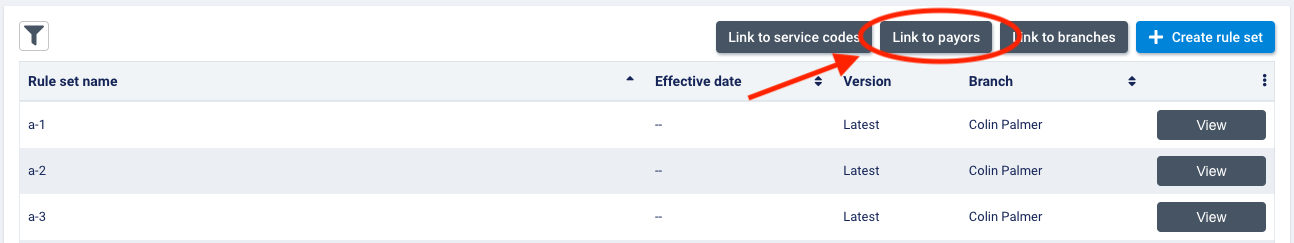 Link to service codes Link to payors Link to branches + Create rule set
Rule set name Effective date Version Branch
a-1 -- Latest Colin Palmer View
a-2 -- Latest Colin Palmer View
a-3 -- Latest Colin Palmer View